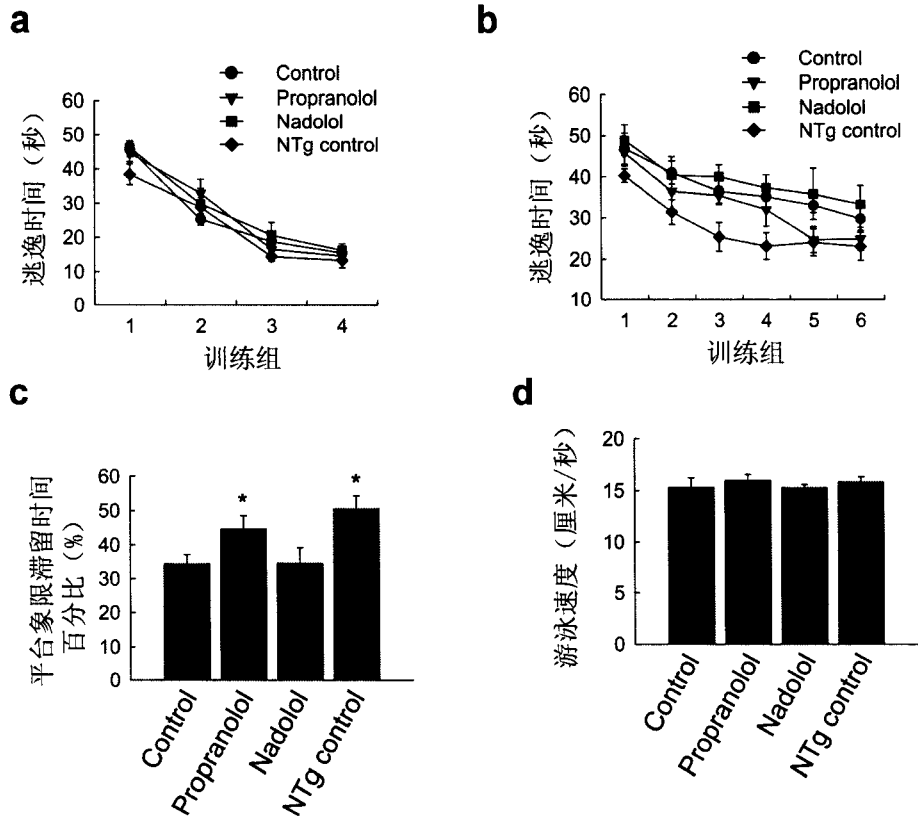 a
Control
Propranolol
Nadolol
NTg control
60
50
40
30
20
10
0
逃逸时间（秒）
1 2 3 4
训练组
b
Control
Propranolol
Nadolol
NTg control
60
50
40
30
20
10
逃逸时间（秒）
1 2 3 4 5 6
训练组
c
平台象限滞留时间
百分比（%）
60
50
40
30
20
10
0
*
*
Control
Propranolol
Nadolol
NTg control
d
游泳速度（厘米/秒）
20
15
10
5
0
Control
Propranolol
Nadolol
NTg control